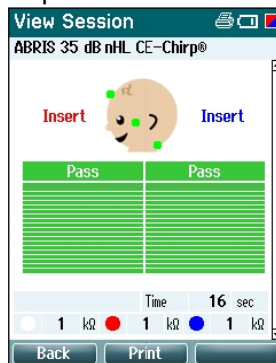 View Session
ABRIS 35 dB nHL CE-Chirp®
Insert Insert
Pass Pass
Time 16 sec
1 kΩ 1 kΩ 1 kΩ
Back Print